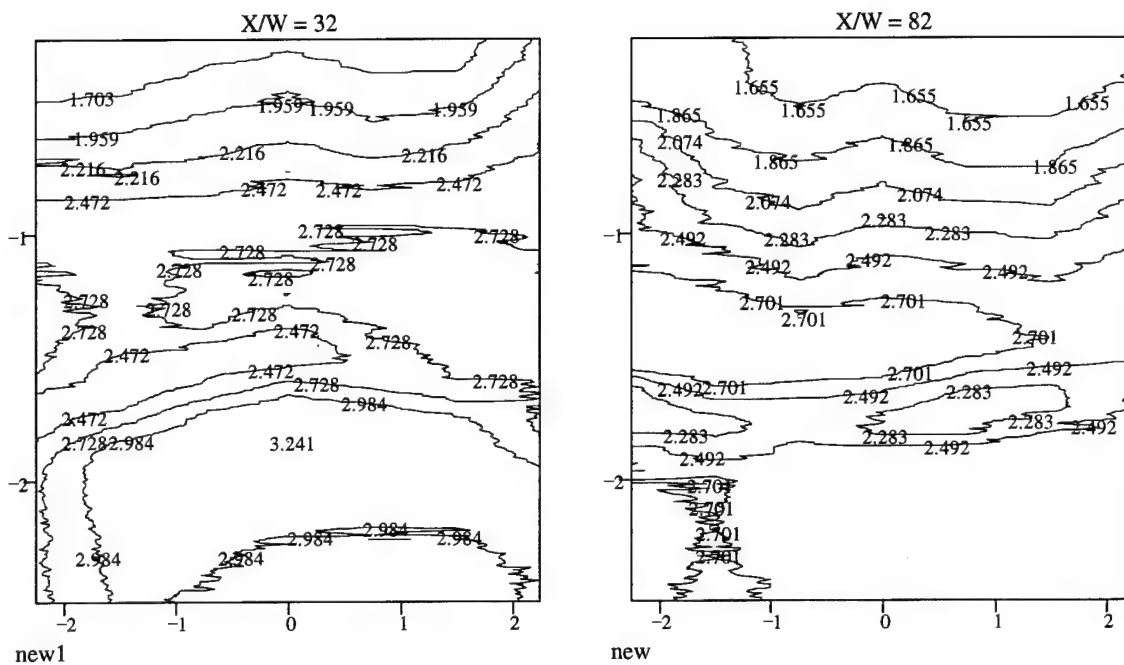 X/W = 32
1.703
1.959 1.959 1.959
1.959
2.216 2.216
2.216 2.216
2.472 2.472 2.472 2.472
−1
2.728 2.728
2.728 2.728
2.728 2.728
2.728
2.728 2.728 2.728
2.728 2.472 2.728
2.472
2.472 2.728
2.728
2.472 2.984
2.728 2.984 3.241
−2
2.984
2.984 2.984
2.984 2.984
−2 −1 0 1 2
new1
X/W = 82
1.655 1.655 1.655
1.655 1.655
1.865
2.074 1.865
1.865 1.865
2.283
2.074 2.074
−1
2.283 2.283
2.492
2.492 2.492 2.492
2.701 2.701
2.701
2.701
2.701
2.492 2.701 2.492 2.492
2.283
2.283 2.283 2.283 2.492
2.492 2.492
−2
2.701
2.701
2.701
2.701
−2 −1 0 1 2
new